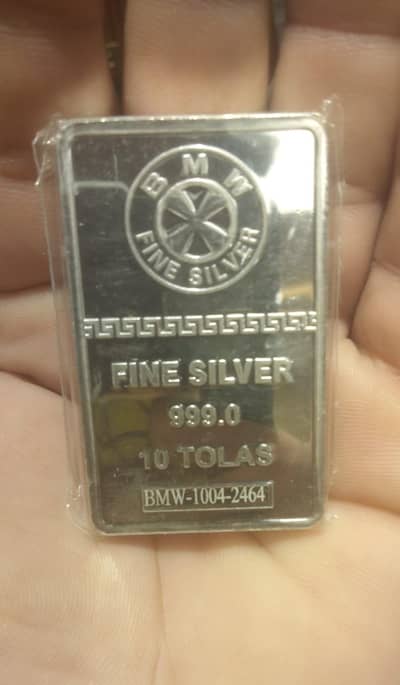 BMW
FINE SILVER
FINE SILVER
999.0
10 TOLAS
BMW-1004-2464